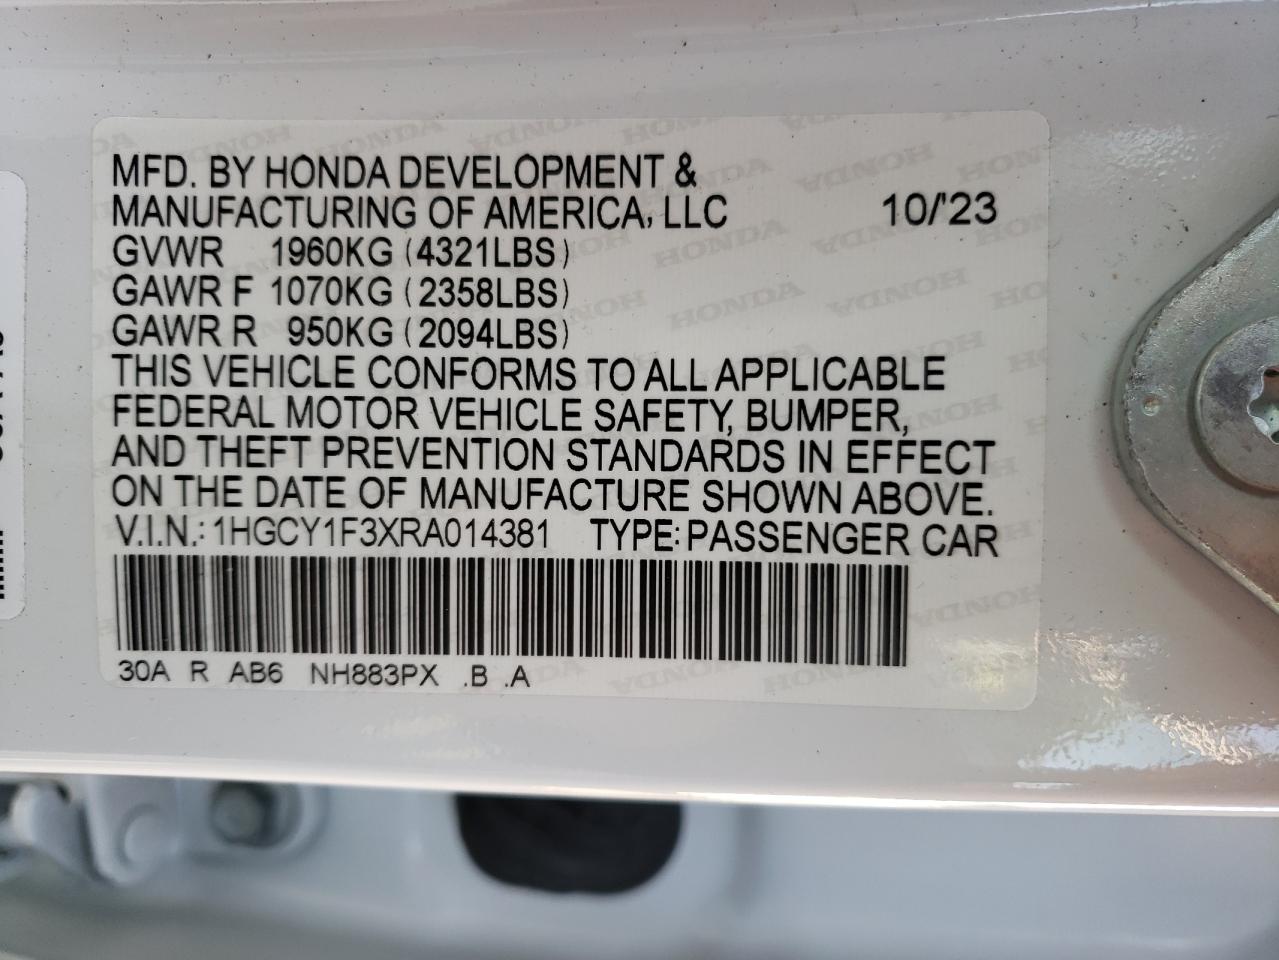 MFD. BY HONDA DEVELOPMENT &
MANUFACTURING OF AMERICA, LLC 10/'23
GVWR 1960KG (4321LBS)
GAWR F 1070KG (2358LBS)
GAWR R 950KG (2094LBS)
THIS VEHICLE CONFORMS TO ALL APPLICABLE
FEDERAL MOTOR VEHICLE SAFETY, BUMPER,
AND THEFT PREVENTION STANDARDS IN EFFECT
ON THE DATE OF MANUFACTURE SHOWN ABOVE.
V.I.N.: 1HGCY1F3XRA014381 TYPE: PASSENGER CAR
30A R AB6 NH883PX .B .A